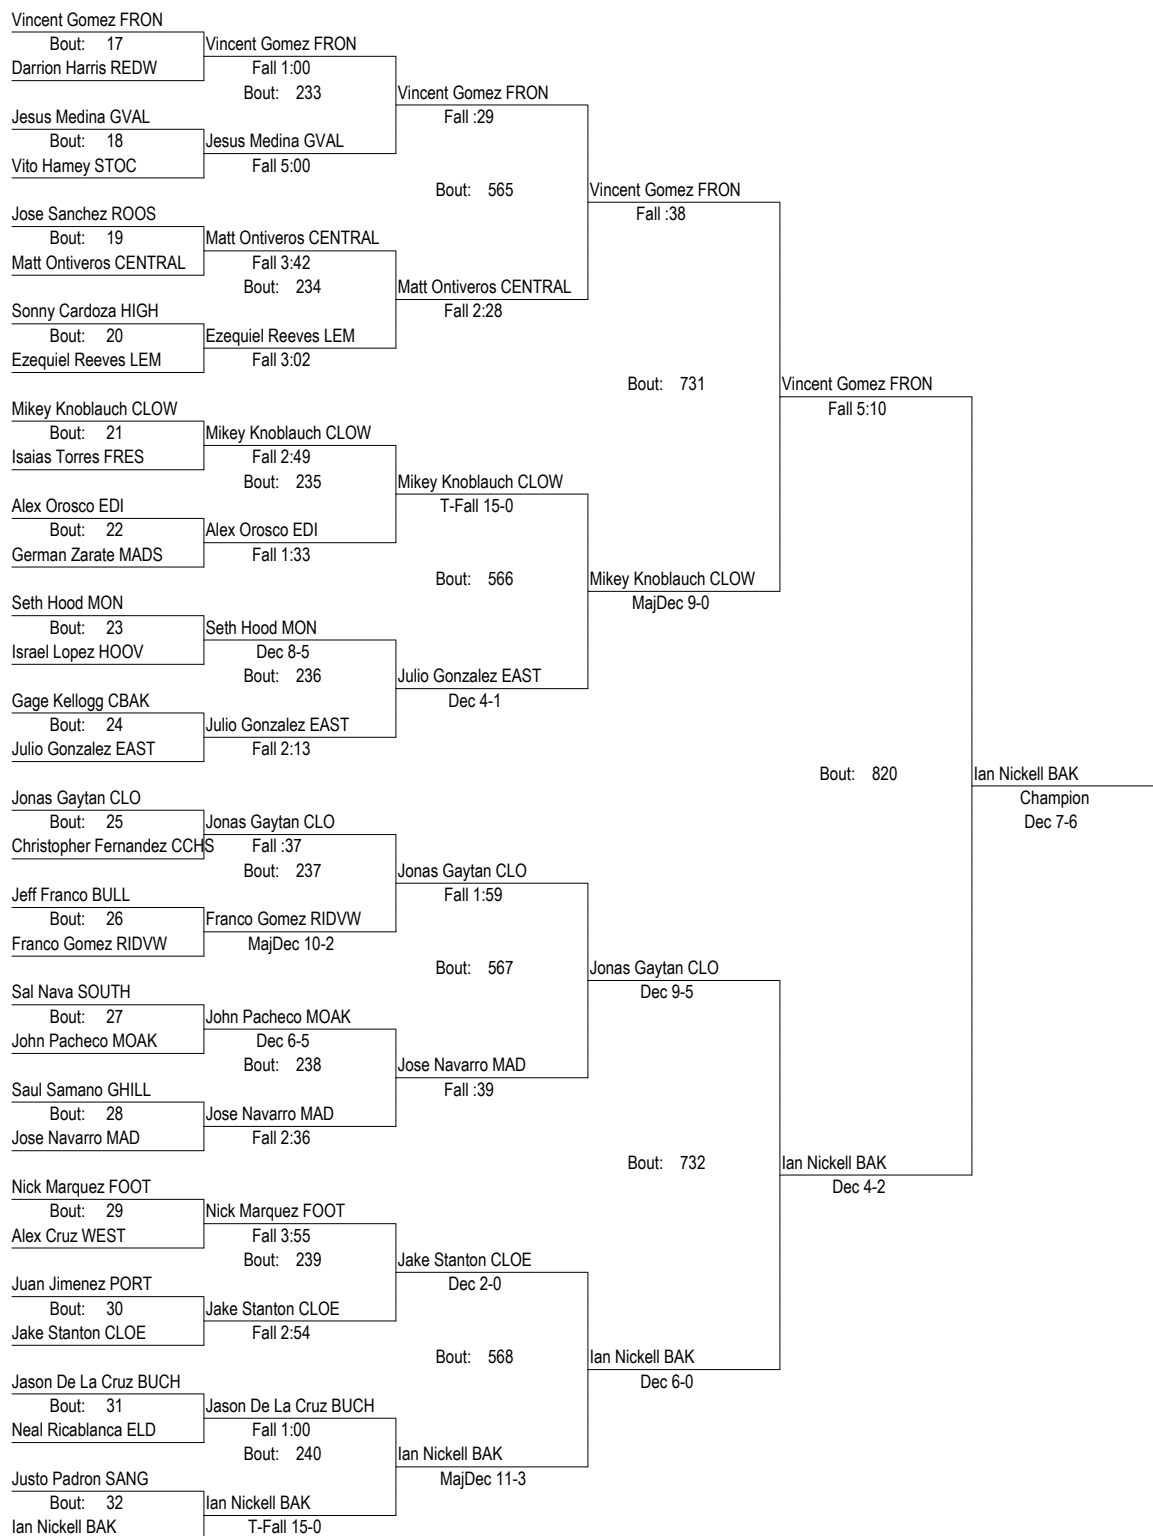 Vincent Gomez FRON
Bout: 17
Vincent Gomez FRON
Darrion Harris REDW
Fall 1:00
Bout: 233
Vincent Gomez FRON
Jesus Medina GVAL
Fall :29
Bout: 18
Jesus Medina GVAL
Vito Hamey STOC
Fall 5:00
Bout: 565
Vincent Gomez FRON
Jose Sanchez ROOS
Fall :38
Bout: 19
Matt Ontiveros CENTRAL
Matt Ontiveros CENTRAL
Fall 3:42
Bout: 234
Matt Ontiveros CENTRAL
Sonny Cardoza HIGH
Fall 2:28
Bout: 20
Ezequiel Reeves LEM
Ezequiel Reeves LEM
Fall 3:02
Bout: 731
Vincent Gomez FRON
Mikey Knoblauch CLOW
Fall 5:10
Bout: 21
Mikey Knoblauch CLOW
Isaias Torres FRES
Fall 2:49
Bout: 235
Mikey Knoblauch CLOW
Alex Orosco EDI
T-Fall 15-0
Bout: 22
Alex Orosco EDI
German Zarate MADS
Fall 1:33
Bout: 566
Mikey Knoblauch CLOW
Seth Hood MON
MajDec 9-0
Bout: 23
Seth Hood MON
Israel Lopez HOOV
Dec 8-5
Bout: 236
Julio Gonzalez EAST
Gage Kellogg CBAK
Dec 4-1
Bout: 24
Julio Gonzalez EAST
Julio Gonzalez EAST
Fall 2:13
Bout: 820
Ian Nickell BAK
Jonas Gaytan CLO
Champion
Bout: 25
Jonas Gaytan CLO
Dec 7-6
Christopher Fernandez CCHS
Fall :37
Bout: 237
Jonas Gaytan CLO
Jeff Franco BULL
Fall 1:59
Bout: 26
Franco Gomez RIDVW
Franco Gomez RIDVW
MajDec 10-2
Bout: 567
Jonas Gaytan CLO
Sal Nava SOUTH
Dec 9-5
Bout: 27
John Pacheco MOAK
John Pacheco MOAK
Dec 6-5
Bout: 238
Jose Navarro MAD
Saul Samano GHILL
Fall :39
Bout: 28
Jose Navarro MAD
Jose Navarro MAD
Fall 2:36
Bout: 732
Ian Nickell BAK
Nick Marquez FOOT
Dec 4-2
Bout: 29
Nick Marquez FOOT
Alex Cruz WEST
Fall 3:55
Bout: 239
Jake Stanton CLOE
Juan Jimenez PORT
Dec 2-0
Bout: 30
Jake Stanton CLOE
Jake Stanton CLOE
Fall 2:54
Bout: 568
Ian Nickell BAK
Jason De La Cruz BUCH
Dec 6-0
Bout: 31
Jason De La Cruz BUCH
Neal Ricablanca ELD
Fall 1:00
Bout: 240
Ian Nickell BAK
Justo Padron SANG
MajDec 11-3
Bout: 32
Ian Nickell BAK
Ian Nickell BAK
T-Fall 15-0